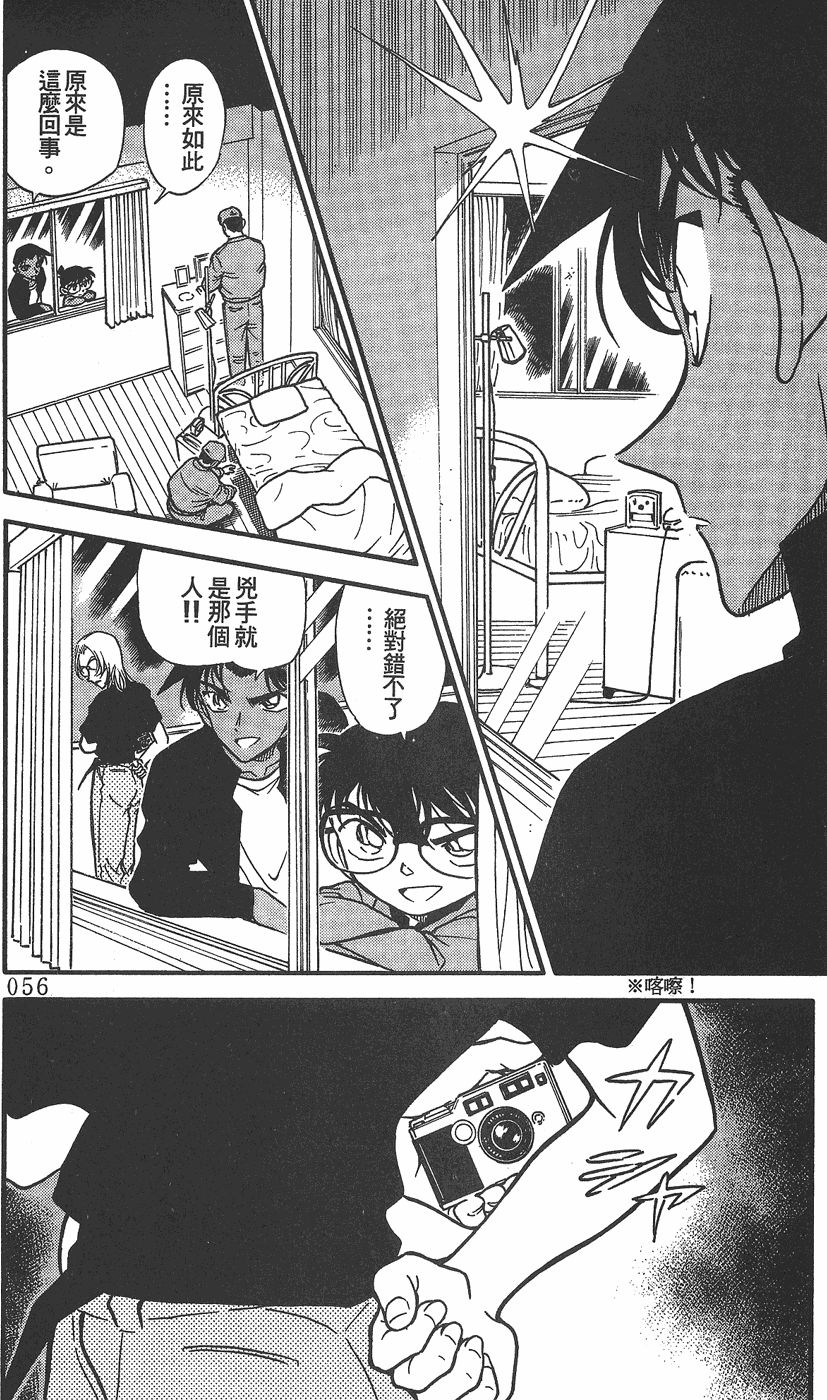 原來如此
……
原來是
這麼回事。
絕對錯不了
……
兇手就
是那個
人!!
056
※喀嚓！
カシャ